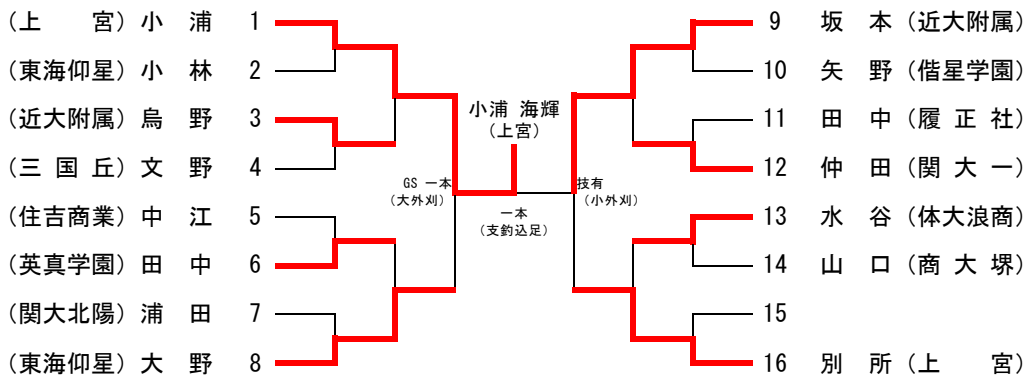 (上　宮) 小 浦 1
(東海仰星) 小 林 2
(近大附属) 烏 野 3
(三 国 丘) 文 野 4
(住吉商業) 中 江 5
(英真学園) 田 中 6
(関大北陽) 浦 田 7
(東海仰星) 大 野 8
小浦 海輝
(上宮)
GS 一本
(大外刈)
一本
(支釣込足)
技有
(小外刈)
9 坂 本 (近大附属)
10 矢 野 (偕星学園)
11 田 中 (履 正 社)
12 仲 田 (関 大 一)
13 水 谷 (体大浪商)
14 山 口 (商 大 堺)
15
16 別 所 (上　宮)